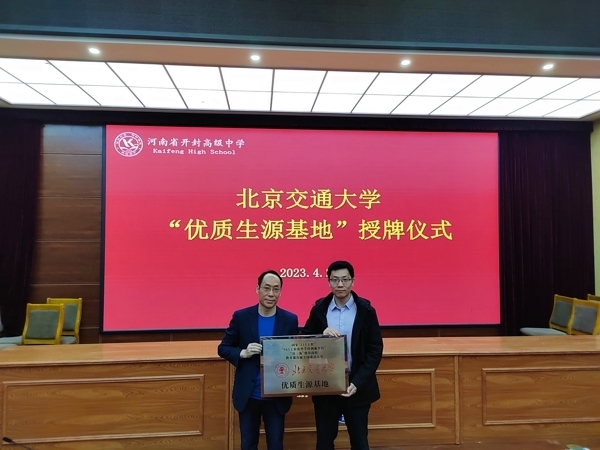 河南省开封高级中学
Kaifeng High School
北京交通大学
“优质生源基地”授牌仪式
2023.4.
北京交通大学
优质生源基地